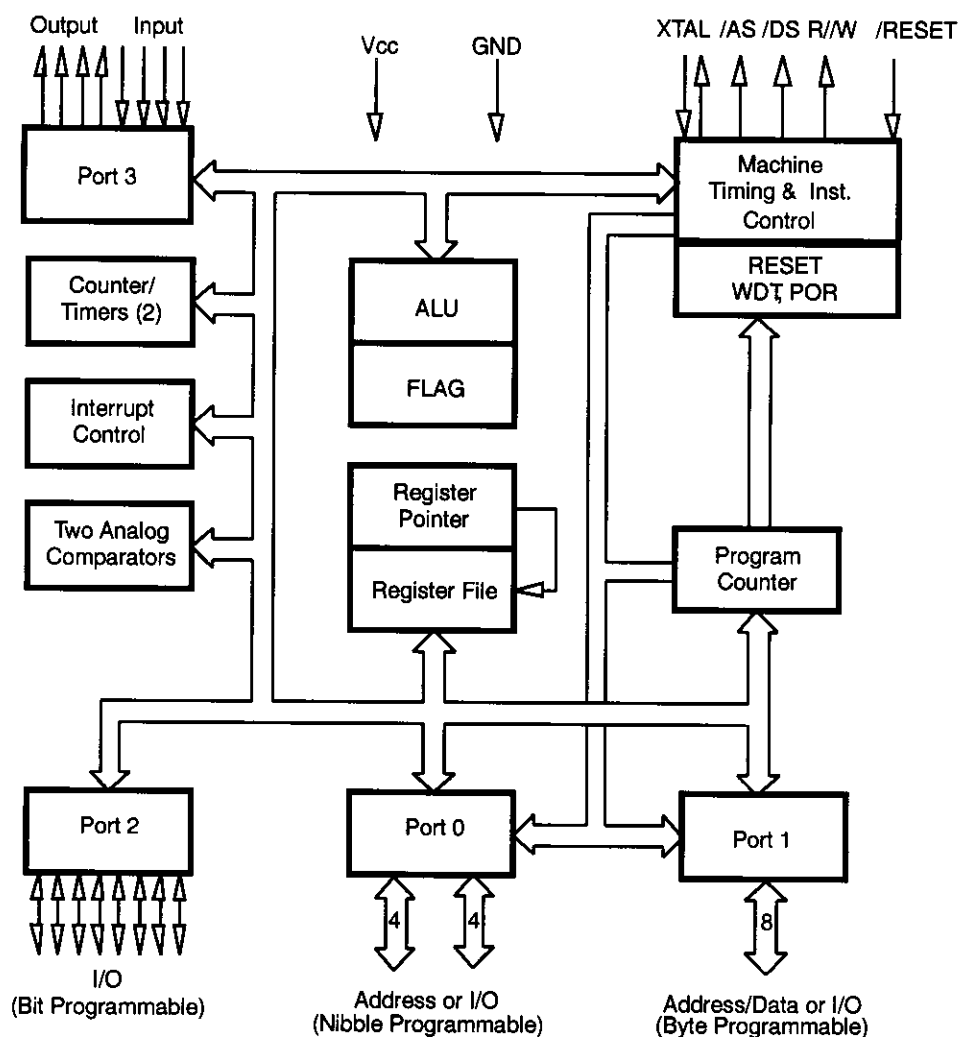 Output Input
Vcc
GND
XTAL /AS /DS R//W /RESET
Port 3
Machine
Timing & Inst.
Control
RESET
WDT, POR
Counter/
Timers (2)
ALU
FLAG
Interrupt
Control
Register
Pointer
Register File
Two Analog
Comparators
Program
Counter
Port 2
Port 0
Port 1
4
4
8
I/O
(Bit Programmable)
Address or I/O
(Nibble Programmable)
Address/Data or I/O
(Byte Programmable)